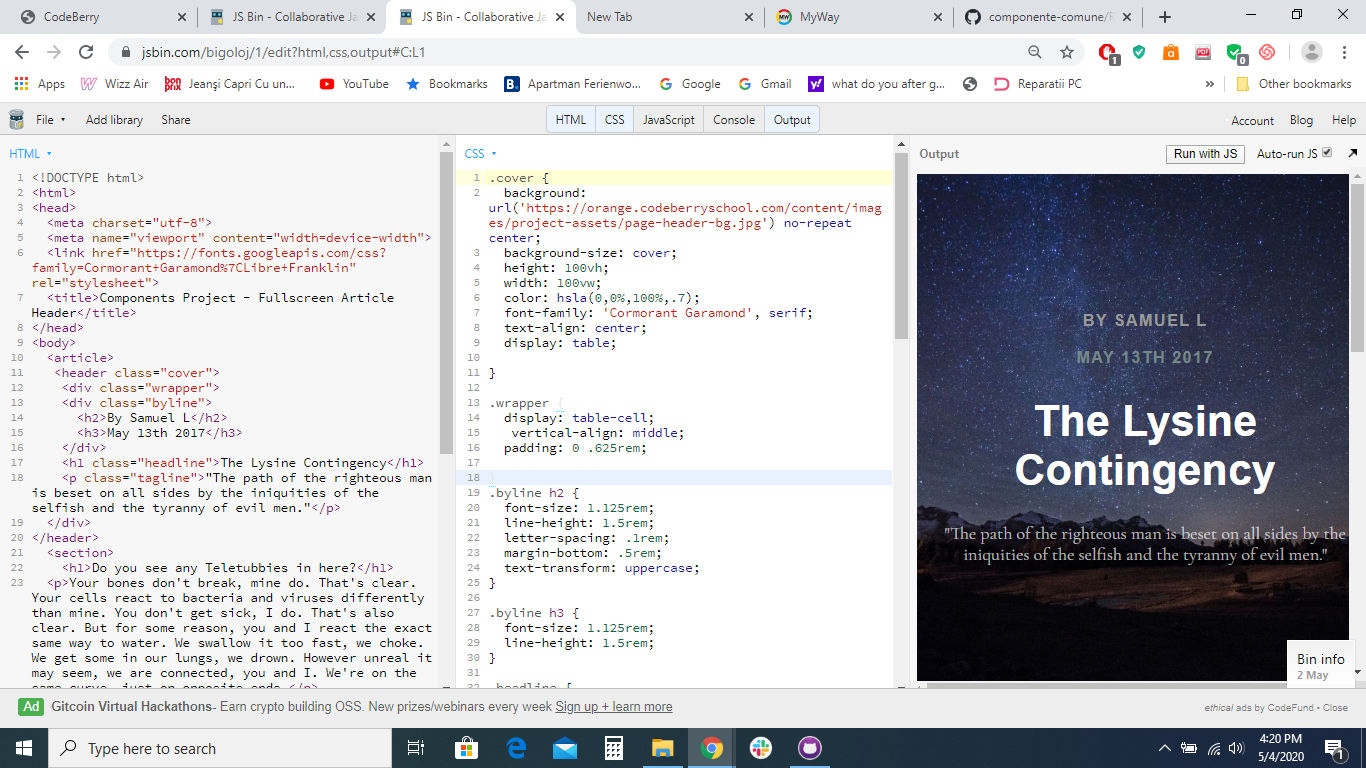 CodeBerry
JS Bin - Collaborative Ja
JS Bin - Collaborative Ja
New Tab
MyWay
componente-comune/R
jsbin.com/bigoloj/1/edit?html,css,output#C:L1
1
PDF
0
Apps
Wizz Air
Jeanşi Capri Cu un...
YouTube
Bookmarks
Apartman Ferienwo...
Google
Gmail
what do you after g...
Reparatii PC
»
Other bookmarks
File
Add library
Share
HTML
CSS
JavaScript
Console
Output
Account
Blog
Help
HTML
1 <!DOCTYPE html>
2 <html>
3 <head>
4 <meta charset="utf-8">
5 <meta name="viewport" content="width=device-width">
6 <link href="https://fonts.googleapis.com/css?
family=Cormorant+Garamond%7CLibre+Franklin"
rel="stylesheet">
7 <title>Components Project - Fullscreen Article
Header</title>
8 </head>
9 <body>
10 <article>
11 <header class="cover">
12 <div class="wrapper">
13 <div class="byline">
14 <h2>By Samuel L</h2>
15 <h3>May 13th 2017</h3>
16 </div>
17 <h1 class="headline">The Lysine Contingency</h1>
18 <p class="tagline">"The path of the righteous man
is beset on all sides by the iniquities of the
selfish and the tyranny of evil men."</p>
19 </div>
20 </header>
21 <section>
22 <h1>Do you see any Teletubbies in here?</h1>
23 <p>Your bones don't break, mine do. That's clear.
Your cells react to bacteria and viruses differently
than mine. You don't get sick, I do. That's also
clear. But for some reason, you and I react the exact
same way to water. We swallow it too fast, we choke.
We get some in our lungs, we drown. However unreal it
may seem, we are connected, you and I. We're on the
same curve, just on opposite ends.</p>
CSS
1 .cover {
2 background:
url('https://orange.codeberryschool.com/content/imag
es/project-assets/page-header-bg.jpg') no-repeat
center;
3 background-size: cover;
4 height: 100vh;
5 width: 100vw;
6 color: hsla(0,0%,100%,.7);
7 font-family: 'Cormorant Garamond', serif;
8 text-align: center;
9 display: table;
10
11 }
12
13 .wrapper {
14 display: table-cell;
15 vertical-align: middle;
16 padding: 0 .625rem;
17
18 }
19 .byline h2 {
20 font-size: 1.125rem;
21 line-height: 1.5rem;
22 letter-spacing: .1rem;
23 margin-bottom: .5rem;
24 text-transform: uppercase;
25 }
26
27 .byline h3 {
28 font-size: 1.125rem;
29 line-height: 1.5rem;
30 }
31
32 .headline {
Output
Run with JS
Auto-run JS
BY SAMUEL L
MAY 13TH 2017
The Lysine
Contingency
"The path of the righteous man is beset on all sides by the
iniquities of the selfish and the tyranny of evil men."
Bin info
2 May
Ad
Gitcoin Virtual Hackathons- Earn crypto building OSS. New prizes/webinars every week Sign up + learn more
ethical ads by CodeFund • Close
Type here to search
4:20 PM
5/4/2020
1